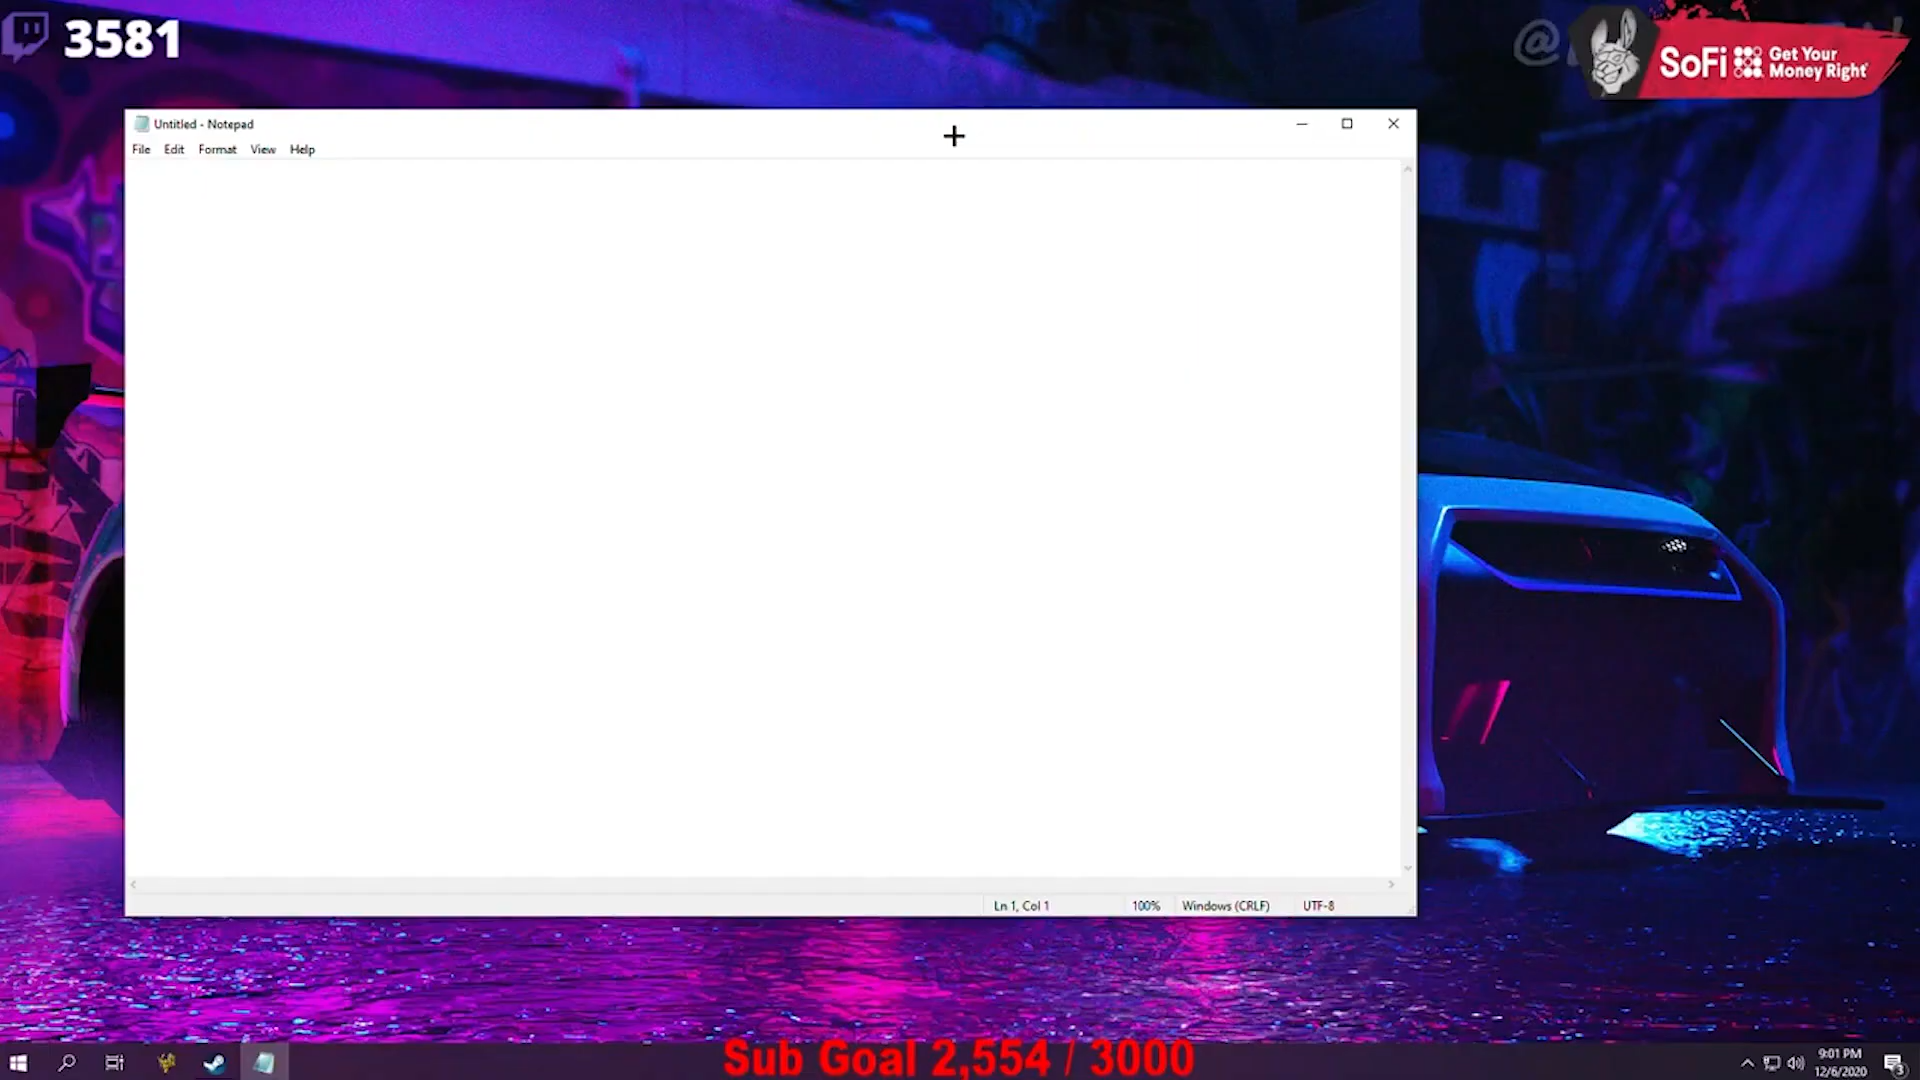 3581
@
SoFi Get Your
Money Right
Untitled - Notepad
File Edit Format View Help
Ln 1, Col 1 100% Windows (CRLF) UTF-8
Sub Goal 2,554 / 3000
9:01 PM
12/6/2020
3